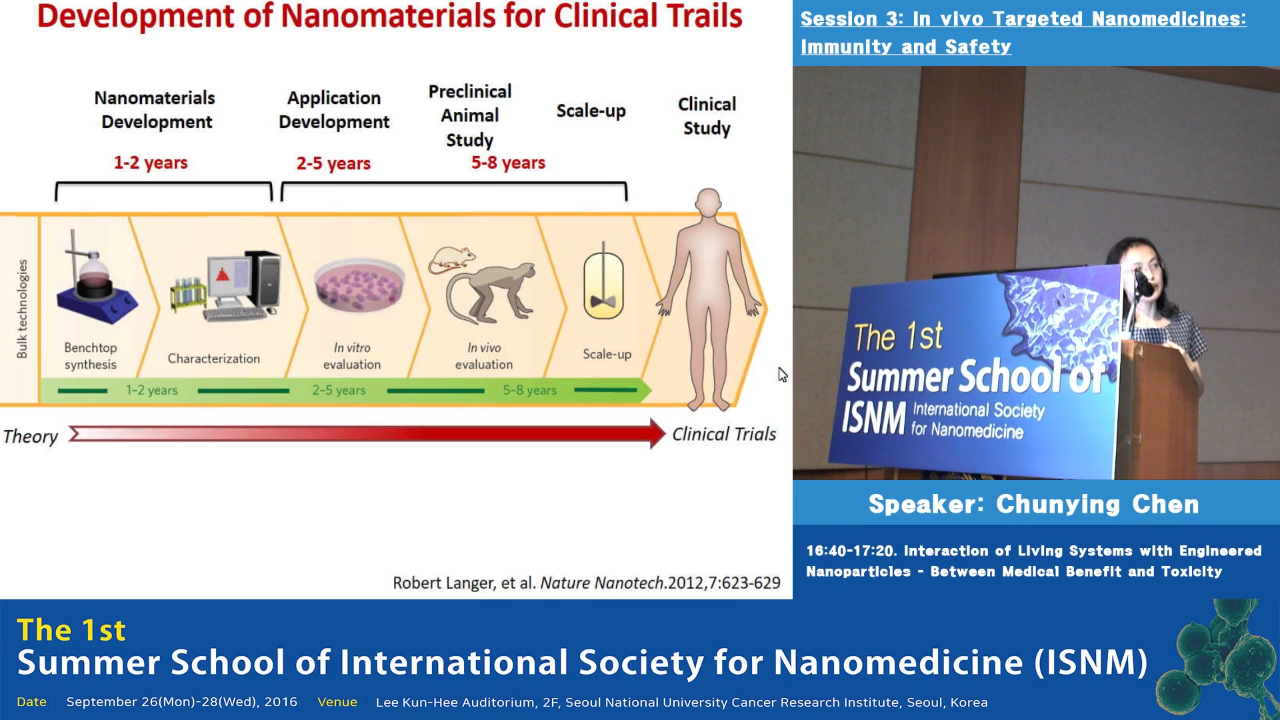 Development of Nanomaterials for Clinical Trails
Nanomaterials
Development
Application
Development
Preclinical
Animal
Study
Scale-up
Clinical
Study
1-2 years
2-5 years
5-8 years
Bulk technologies
Benchtop
synthesis
Characterization
In vitro
evaluation
In vivo
evaluation
Scale-up
1–2 years
2–5 years
5–8 years
Theory
Clinical Trials
Robert Langer, et al. Nature Nanotech.2012,7:623-629
Session 3: In vivo Targeted Nanomedicines:
Immunity and Safety
The 1st
Summer School of
ISNM International Society
for Nanomedicine
Speaker: Chunying Chen
16:40-17:20. Interaction of Living Systems with Engineered
Nanoparticles - Between Medical Benefit and Toxicity
The 1st
Summer School of International Society for Nanomedicine (ISNM)
Date September 26(Mon)-28(Wed), 2016 Venue Lee Kun-Hee Auditorium, 2F, Seoul National University Cancer Research Institute, Seoul, Korea